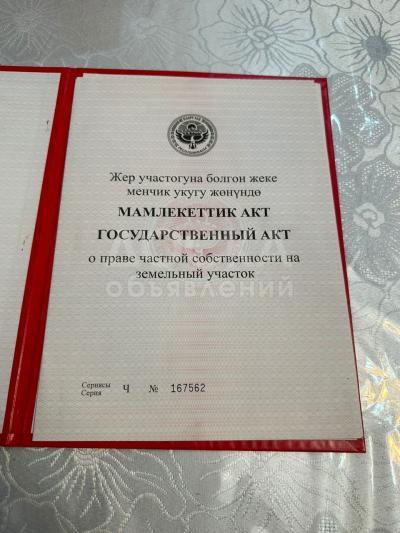 Жер участогуна болгон жеке
менчик укугу жөнүндө
МАМЛЕКЕТТИК АКТ
ГОСУДАРСТВЕННЫЙ АКТ
о праве частной собственности на
земельный участок
объявлений
Сериясы
Серия Ч № 167562